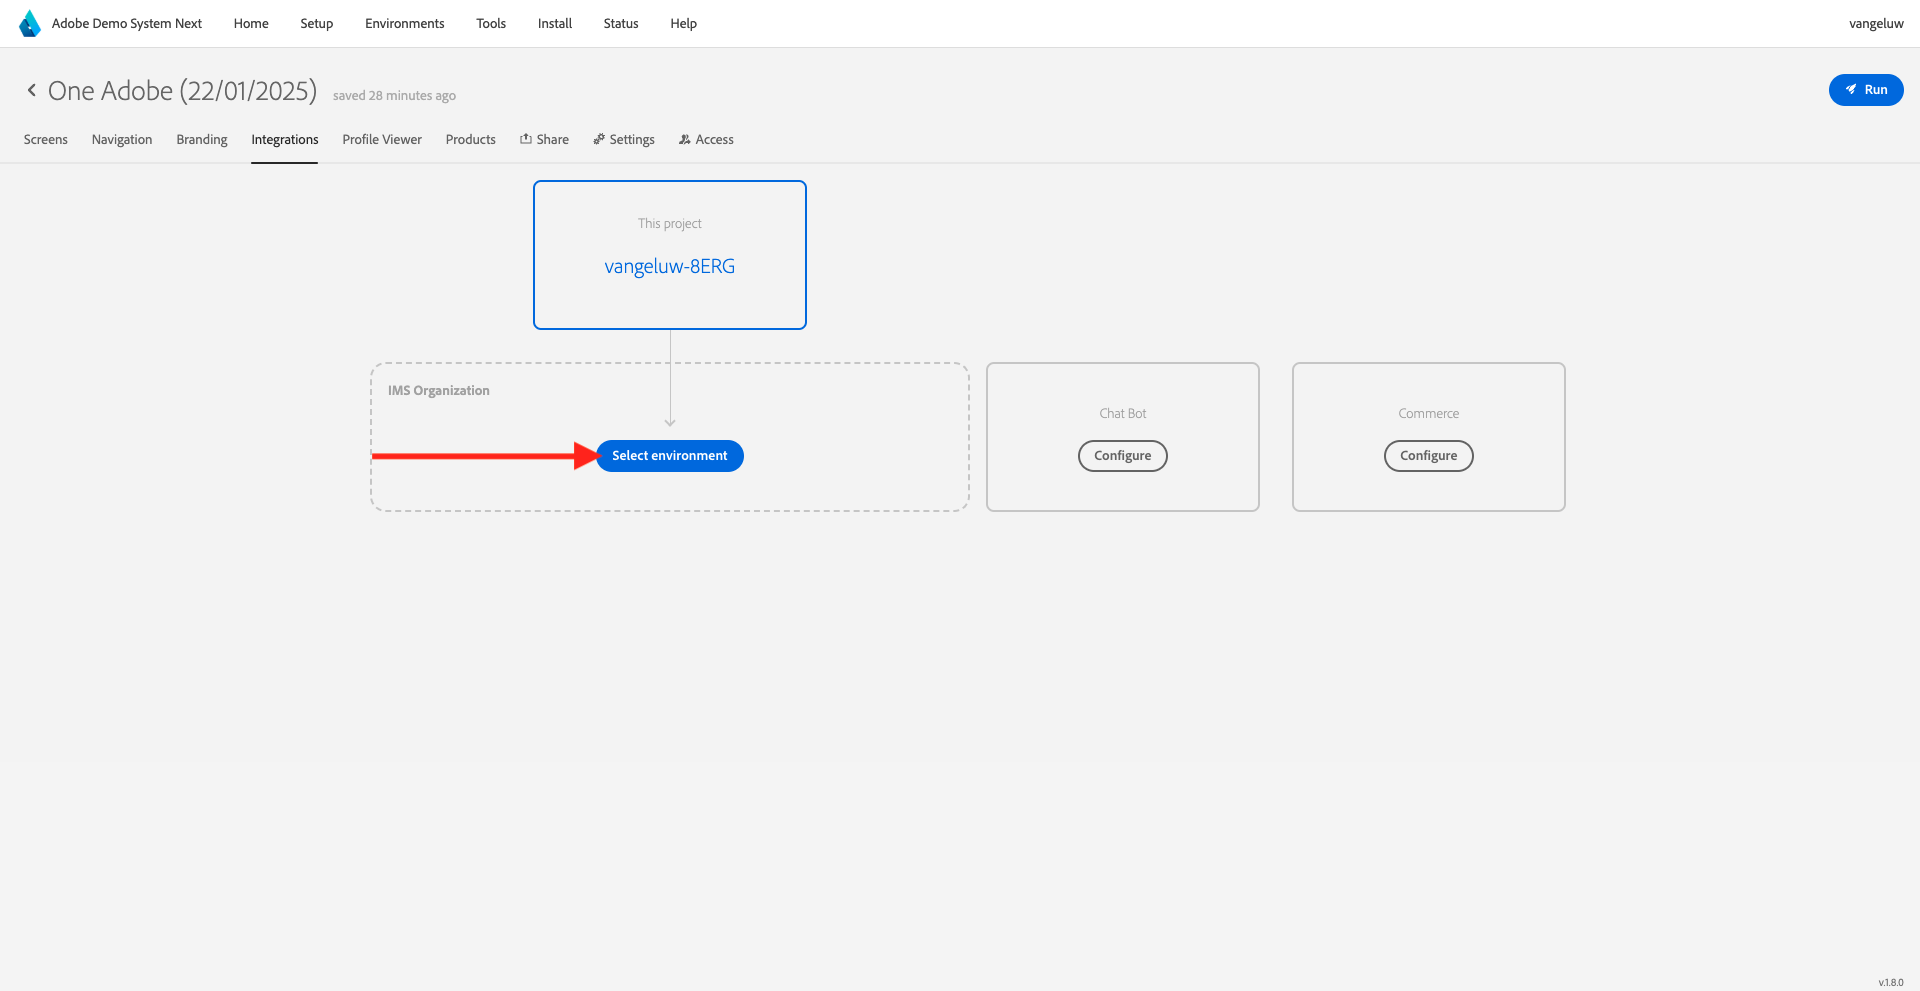 Adobe Demo System Next Home Setup Environments Tools Install Status Help vangeluw
One Adobe (22/01/2025) saved 28 minutes ago Run
Screens Navigation Branding Integrations Profile Viewer Products Share Settings Access
This project
vangeluw-8ERG
IMS Organization
Select environment
Chat Bot
Configure
Commerce
Configure
v.1.8.0